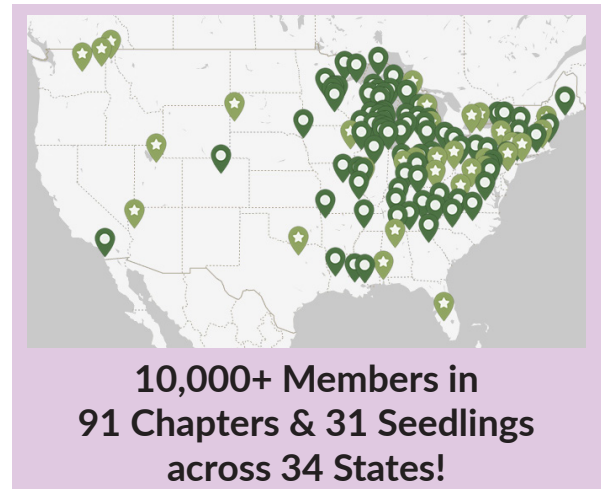 10,000+ Members in
91 Chapters & 31 Seedlings
across 34 States!